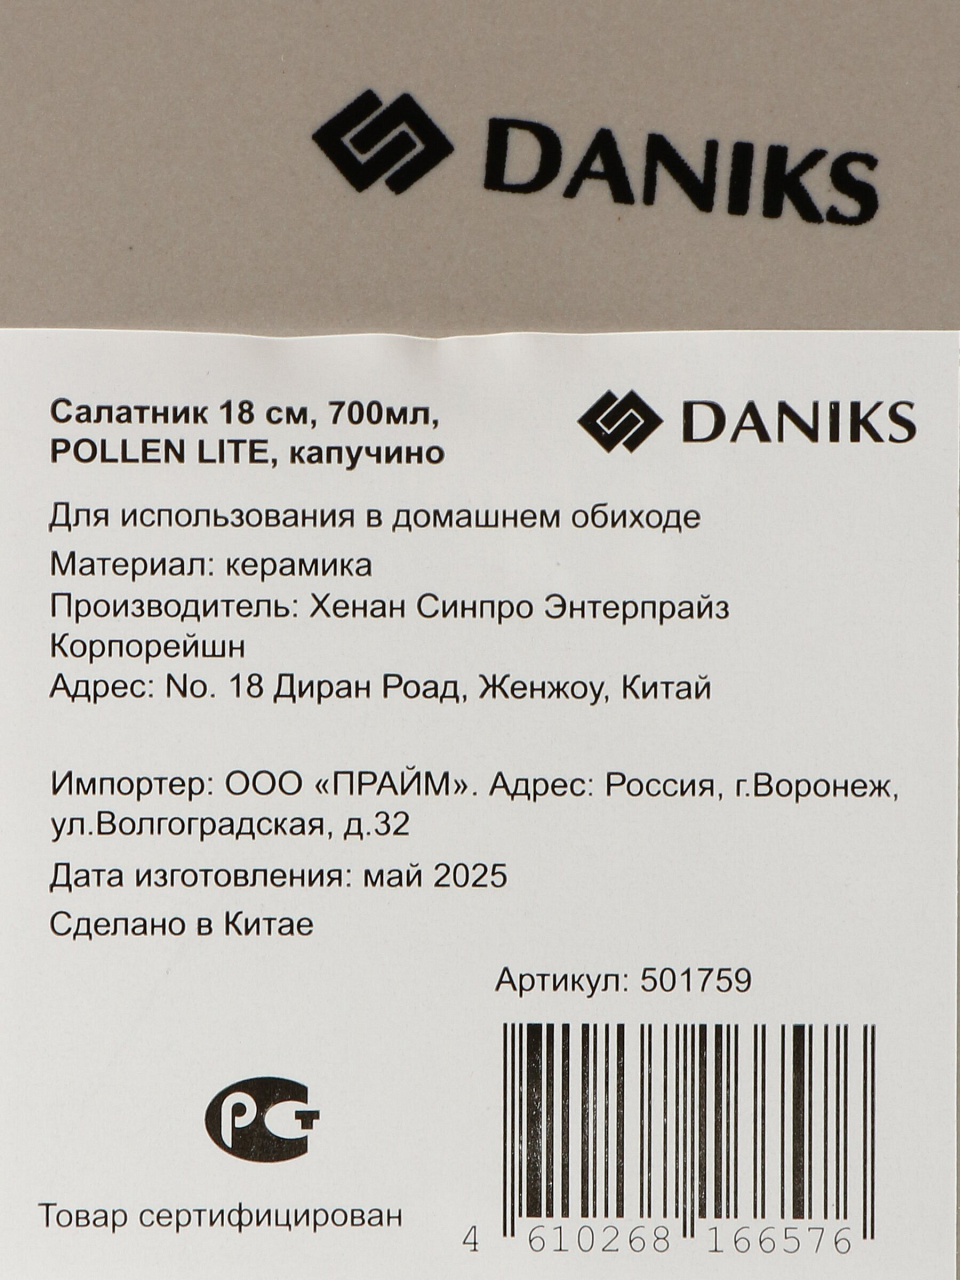 DANIKS
Салатник 18 см, 700мл,
POLLEN LITE, капучино
DANIKS
Для использования в домашнем обиходе
Материал: керамика
Производитель: Хенан Синпро Энтерпрайз
Корпорейшн
Адрес: No. 18 Диран Роад, Женжоу, Китай
Импортер: ООО «ПРАЙМ». Адрес: Россия, г.Воронеж,
ул.Волгоградская, д.32
Дата изготовления: май 2025
Сделано в Китае
Артикул: 501759
РСТ
Товар сертифицирован
4 610268 166576